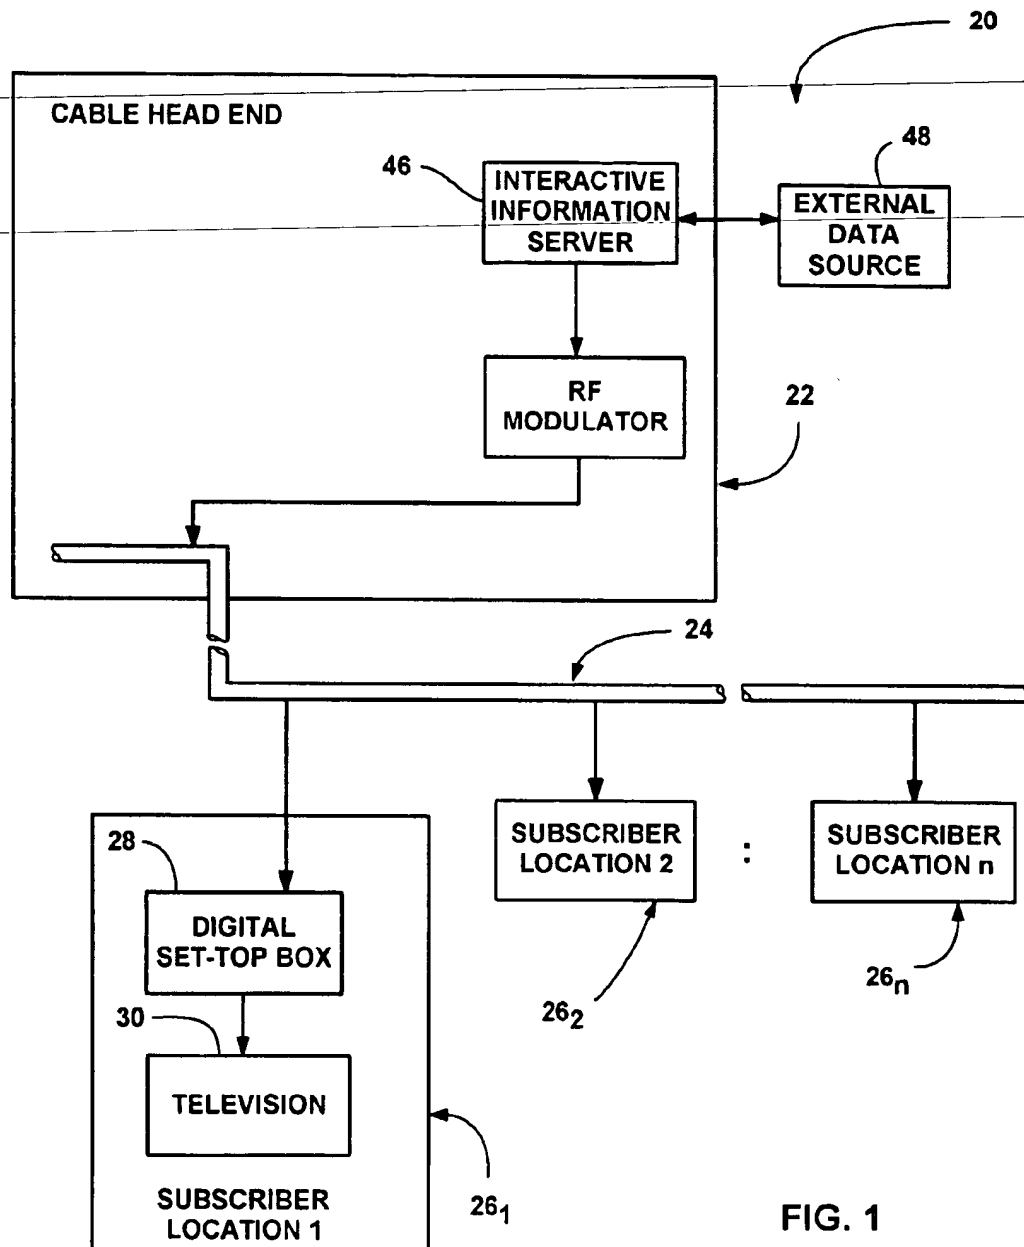 20
CABLE HEAD END
46
48
INTERACTIVE
INFORMATION
SERVER
EXTERNAL
DATA
SOURCE
RF
MODULATOR
22
24
28
DIGITAL
SET-TOP BOX
30
TELEVISION
SUBSCRIBER
LOCATION 1
26₁
SUBSCRIBER
LOCATION 2
26₂
:
SUBSCRIBER
LOCATION n
26ₙ
FIG. 1